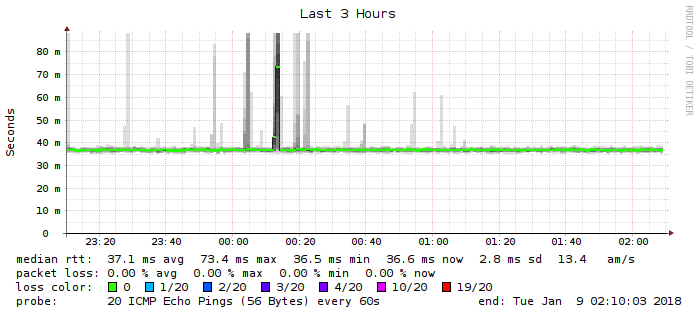 Last 3 Hours
RRDTOOL / TOBI OETIKER
Seconds
80 m
70 m
60 m
50 m
40 m
30 m
20 m
10 m
0
23:20 23:40 00:00 00:20 00:40 01:00 01:20 01:40 02:00
median rtt: 37.1 ms avg 73.4 ms max 36.5 ms min 36.6 ms now 2.8 ms sd 13.4 am/s
packet loss: 0.00 % avg 0.00 % max 0.00 % min 0.00 % now
loss color: 0 1/20 2/20 3/20 4/20 10/20 19/20
probe: 20 ICMP Echo Pings (56 Bytes) every 60s end: Tue Jan 9 02:10:03 2018